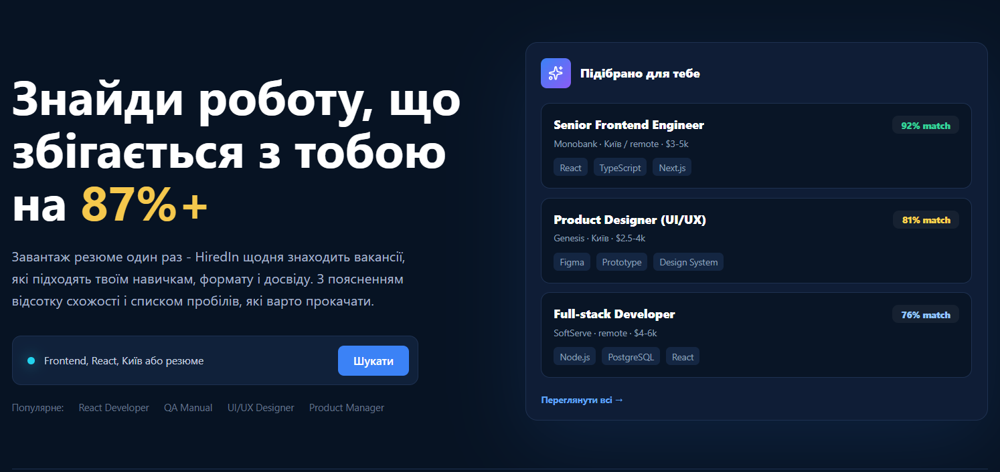 Знайди роботу, що
збігається з тобою
на 87%+
Завантаж резюме один раз - HiredIn щодня знаходить вакансії,
які підходять твоїм навичкам, формату і досвіду. З поясненням
відсотку схожості і списком пробілів, які варто прокачати.
Frontend, React, Київ або резюме
Шукати
Популярне: React Developer QA Manual UI/UX Designer Product Manager
Підібрано для тебе
Senior Frontend Engineer
92% match
Monobank · Київ / remote · $3-5k
React TypeScript Next.js
Product Designer (UI/UX)
81% match
Genesis · Київ · $2.5-4k
Figma Prototype Design System
Full-stack Developer
76% match
SoftServe · remote · $4-6k
Node.js PostgreSQL React
Переглянути всі →